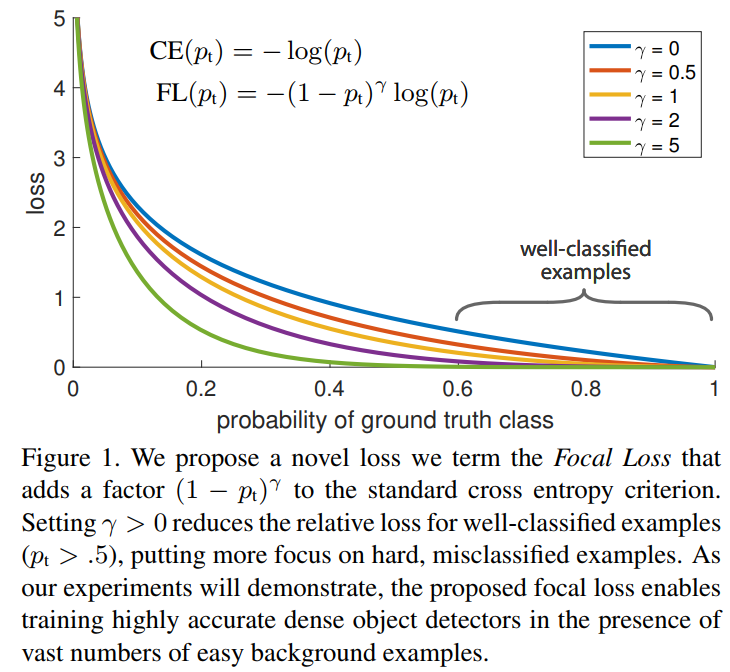 5
4
3
2
1
0
loss
CE(pₜ) = − log(pₜ)
FL(pₜ) = −(1 − pₜ)^γ log(pₜ)
γ = 0
γ = 0.5
γ = 1
γ = 2
γ = 5
well-classified
examples
0 0.2 0.4 0.6 0.8 1
probability of ground truth class
Figure 1. We propose a novel loss we term the Focal Loss that
adds a factor (1 − pₜ)^γ to the standard cross entropy criterion.
Setting γ > 0 reduces the relative loss for well-classified examples
(pₜ > .5), putting more focus on hard, misclassified examples. As
our experiments will demonstrate, the proposed focal loss enables
training highly accurate dense object detectors in the presence of
vast numbers of easy background examples.